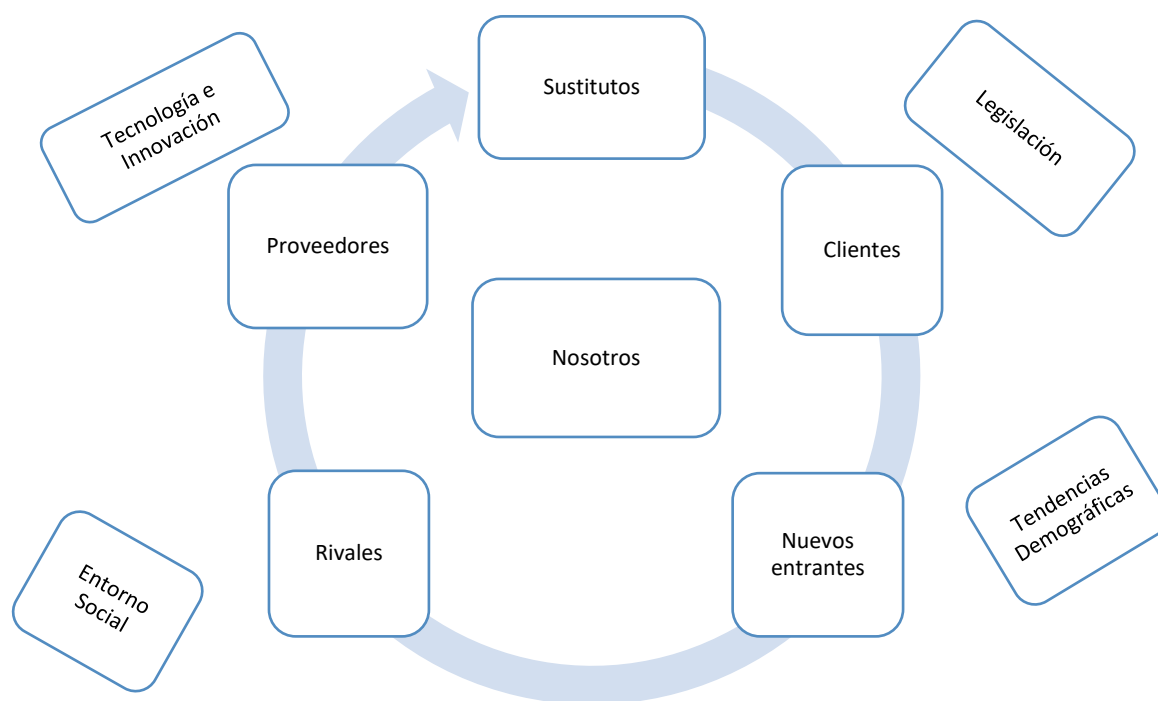 Sustitutos
Tecnología e
Innovación
Legislación
Proveedores
Clientes
Nosotros
Tendencias
Demográficas
Rivales
Nuevos
entrantes
Entorno
Social